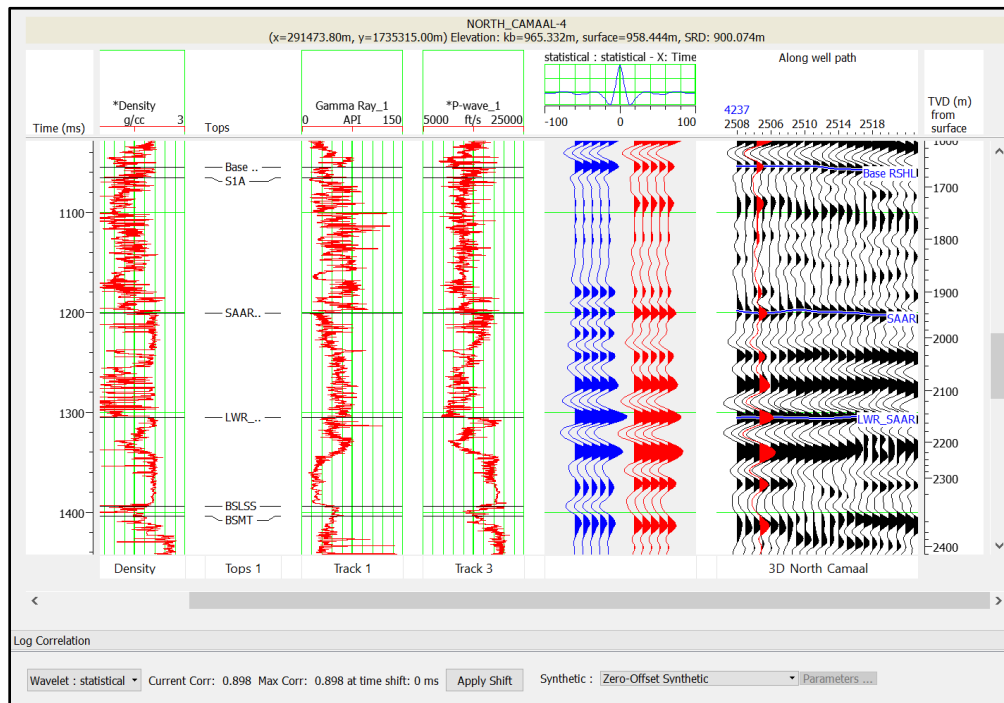 NORTH_CAMAAL-4
(x=291473.80m, y=1735315.00m) Elevation: kb=965.332m, surface=958.444m, SRD: 900.074m
statistical : statistical - X: Time
Along well path
*Density
g/cc 3
Gamma Ray_1
0 API 150
*P-wave_1
5000 ft/s 25000
-100 0 100
4237
2508 2506 2510 2514 2518
TVD (m)
from
surface
Time (ms)
Tops
1100
1200
1300
1400
Base ..
S1A
SAAR..
LWR_..
BSLSS
BSMT
Base RSHL
SAAR
LWR_SAAR
1600
1700
1800
1900
2000
2100
2200
2300
2400
Density Tops 1 Track 1 Track 3 3D North Camaal
Log Correlation
Wavelet : statistical Current Corr: 0.898 Max Corr: 0.898 at time shift: 0 ms Apply Shift Synthetic : Zero-Offset Synthetic Parameters ...